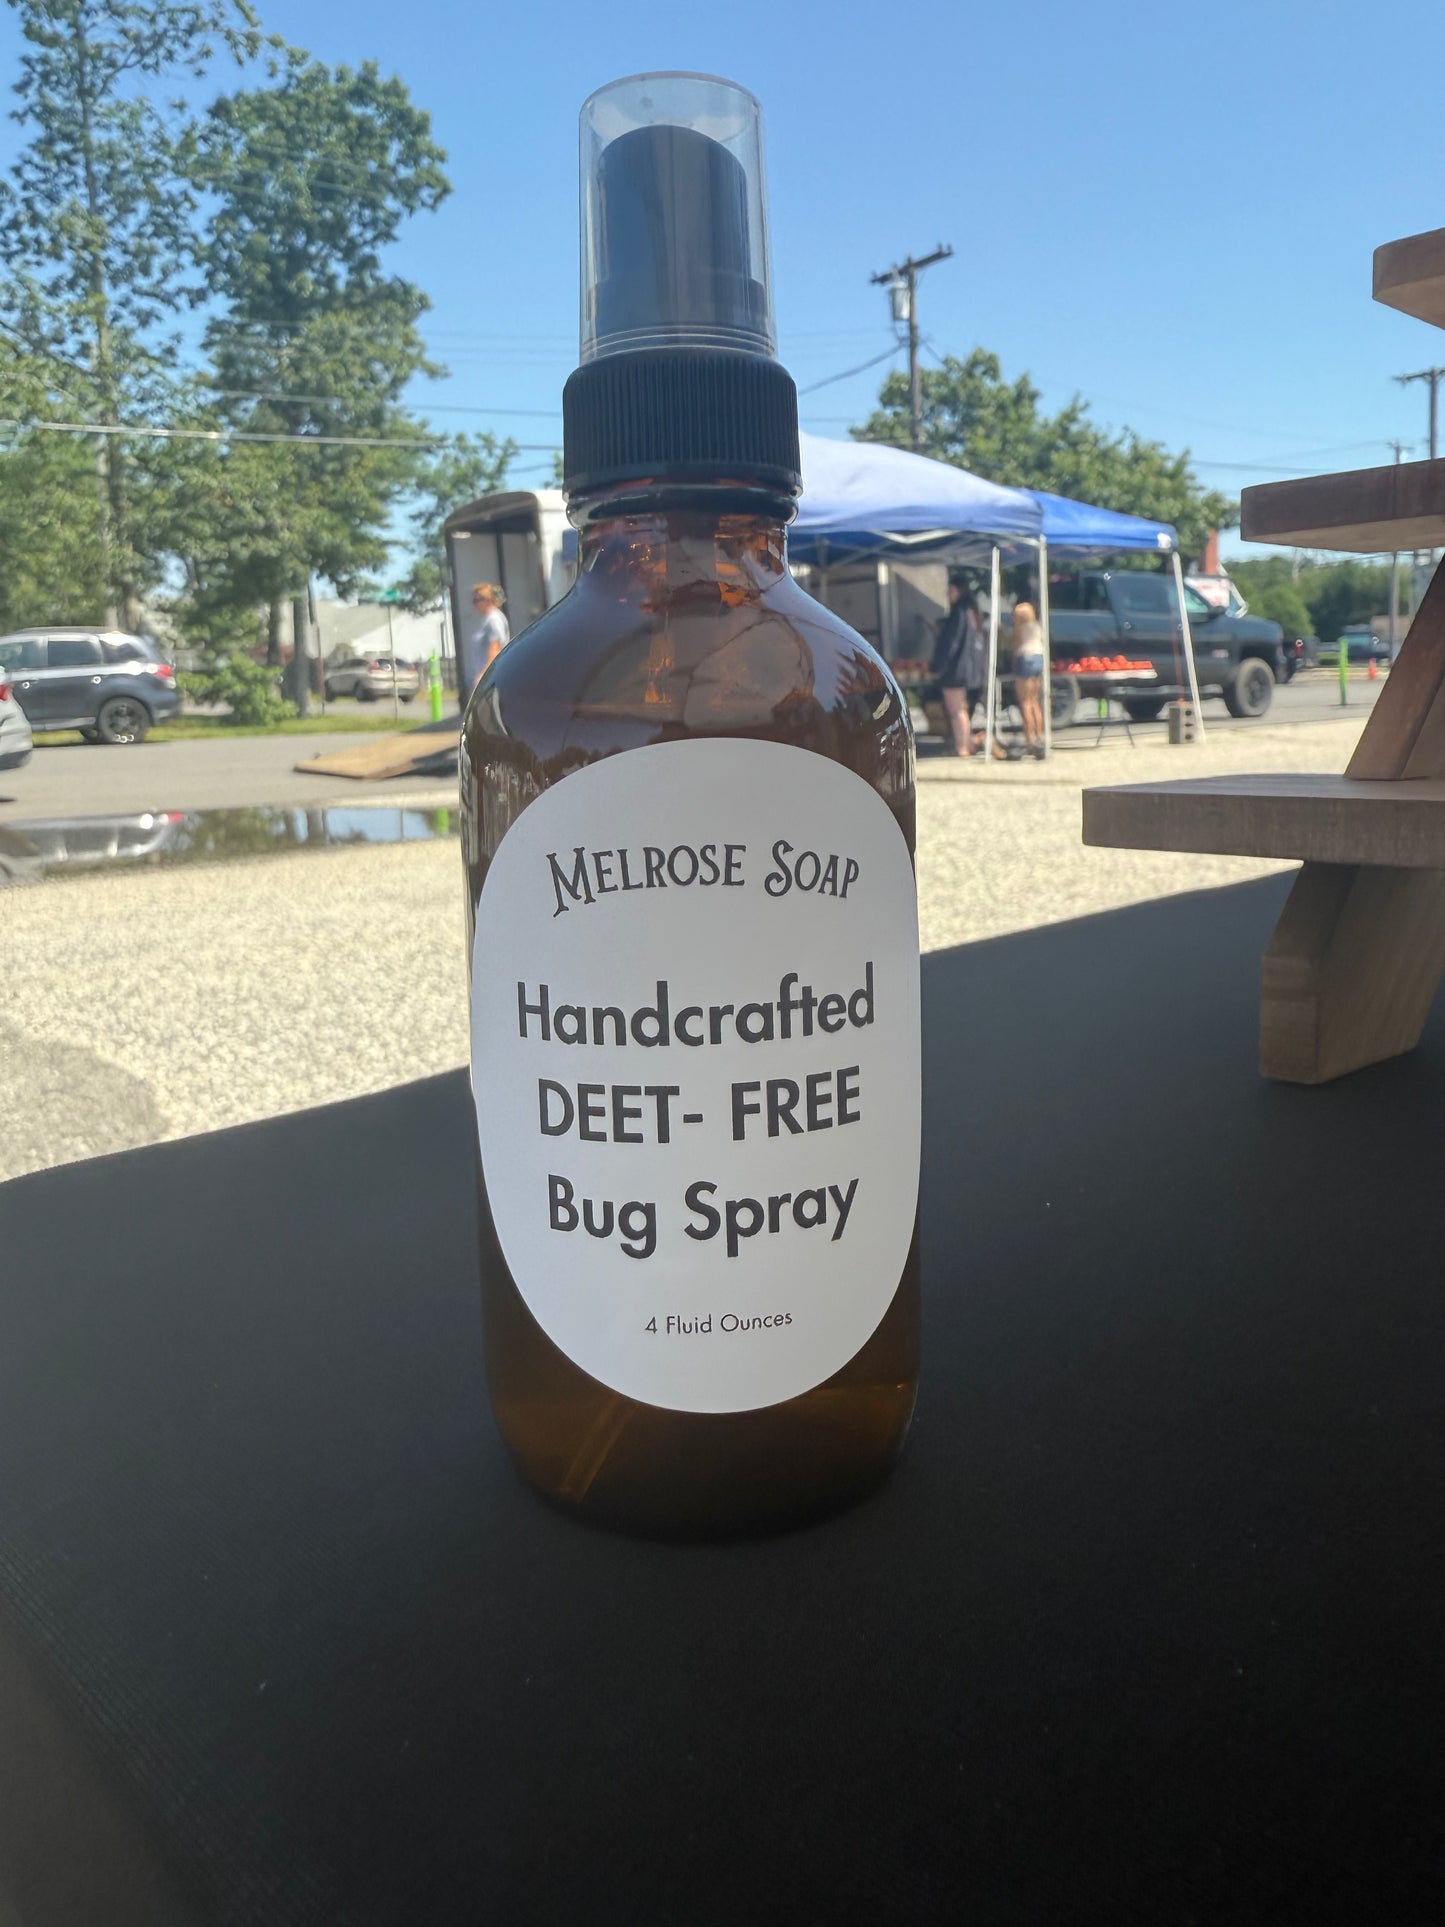 MELROSE SOAP
Handcrafted
DEET- FREE
Bug Spray
4 Fluid Ounces